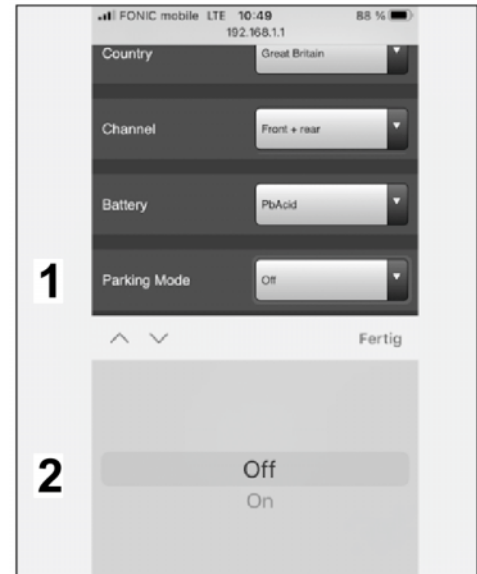 FONIC mobile LTE 10:49 88 %
192.168.1.1
Country Great Britain
Channel Front + rear
Battery PbAcid
1 Parking Mode Off
Fertig
2 Off
On